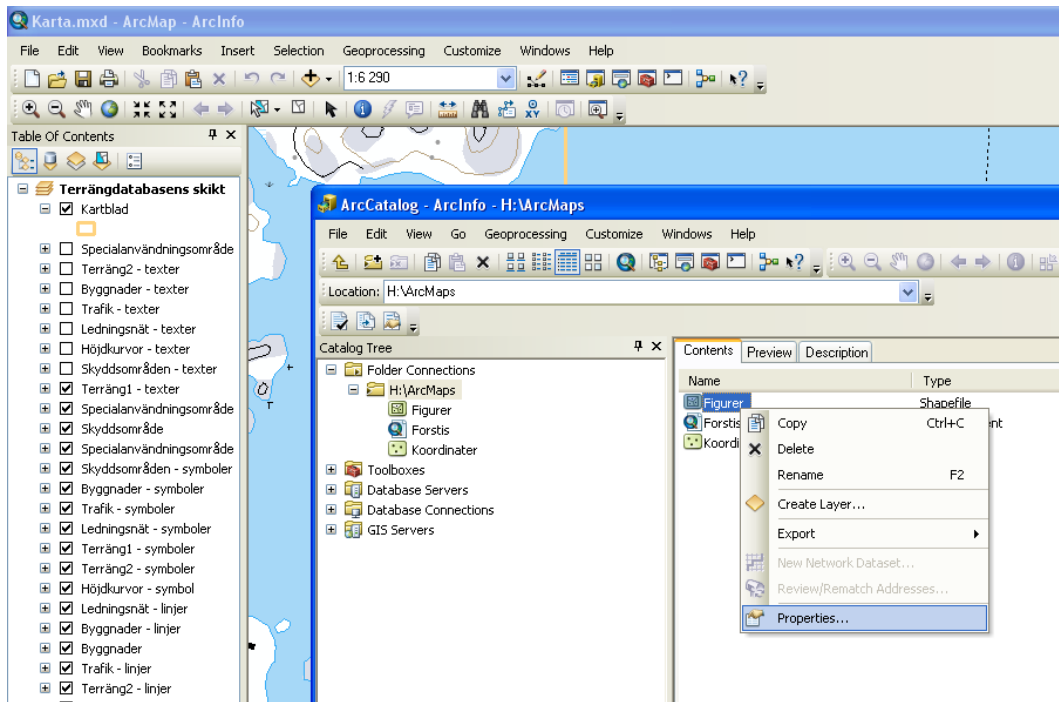 Karta.mxd - ArcMap - ArcInfo
File Edit View Bookmarks Insert Selection Geoprocessing Customize Windows Help
1:6 290
Table Of Contents
Terrängdatabasens skikt
Kartblad
Specialanvändningsområde
Terräng2 - texter
Byggnader - texter
Trafik - texter
Ledningsnät - texter
Höjdkurvor - texter
Skyddsområden - texter
Terräng1 - texter
Specialanvändningsområde
Skyddsområde
Specialanvändningsområde
Skyddsområden - symboler
Byggnader - symboler
Trafik - symboler
Ledningsnät - symboler
Terräng1 - symboler
Terräng2 - symboler
Höjdkurvor - symbol
Ledningsnät - linjer
Byggnader - linjer
Byggnader
Trafik - linjer
Terräng2 - linjer
ArcCatalog - ArcInfo - H:\ArcMaps
File Edit View Go Geoprocessing Customize Windows Help
Location: H:\ArcMaps
Catalog Tree
Folder Connections
H:\ArcMaps
Figurer
Forstis
Koordinater
Toolboxes
Database Servers
Database Connections
GIS Servers
Contents Preview Description
Name Type
Figurer Shapefile
Forstis
Koordi
Copy Ctrl+C
Delete
Rename F2
Create Layer...
Export
New Network Dataset...
Review/Rematch Addresses...
Properties...